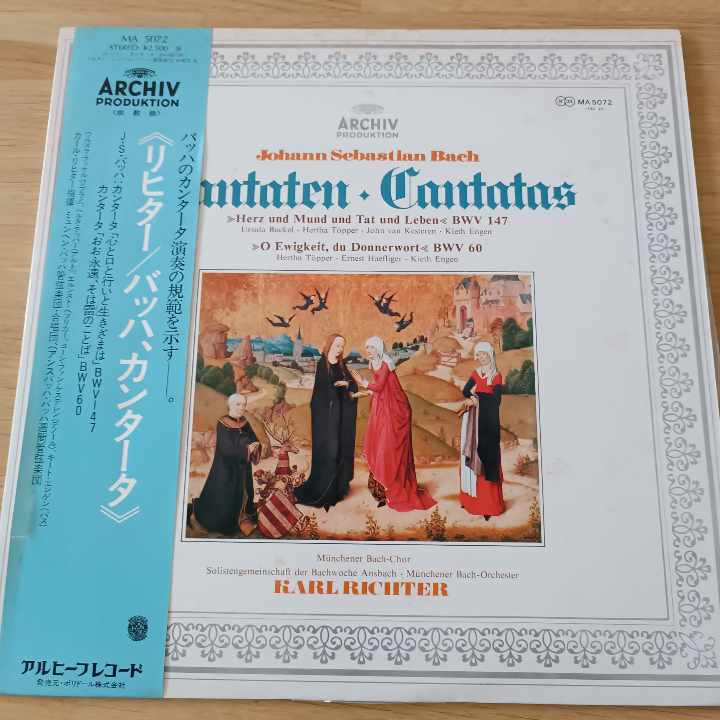 MA 5072
STEREO ¥2,300
ARCHIV
PRODUKTION
バッハのカンタータ演奏の規範を示す——。
《リヒター/バッハ、カンタータ》
J・S・バッハ:カンタータ「心と口と行いと生きざまは」BWV147
カンタータ「おお永遠、そは雷のことば」BWV60
カール・リヒター指揮
アルヒーフレコード
発売元・ポリドール株式会社
ARCHIV
PRODUKTION
MA 5072
Johann Sebastian Bach
antaten · Cantatas
»Herz und Mund und Tat und Leben« BWV 147
Ursula Buckel · Hertha Töpper · John van Kesteren · Kieth Engen
»O Ewigkeit, du Donnerwort« BWV 60
Hertha Töpper · Ernest Haefliger · Kieth Engen
Münchener Bach-Chor
Solistengemeinschaft der Bachwoche Ansbach · Münchener Bach-Orchester
KARL RICHTER